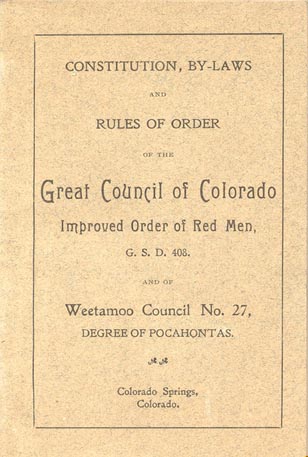 CONSTITUTION, BY-LAWS
AND
RULES OF ORDER
OF THE
Great Council of Colorado
Improved Order of Red Men,
G. S. D. 408.
AND OF
Weetamoo Council No. 27,
DEGREE OF POCAHONTAS.
Colorado Springs,
Colorado.